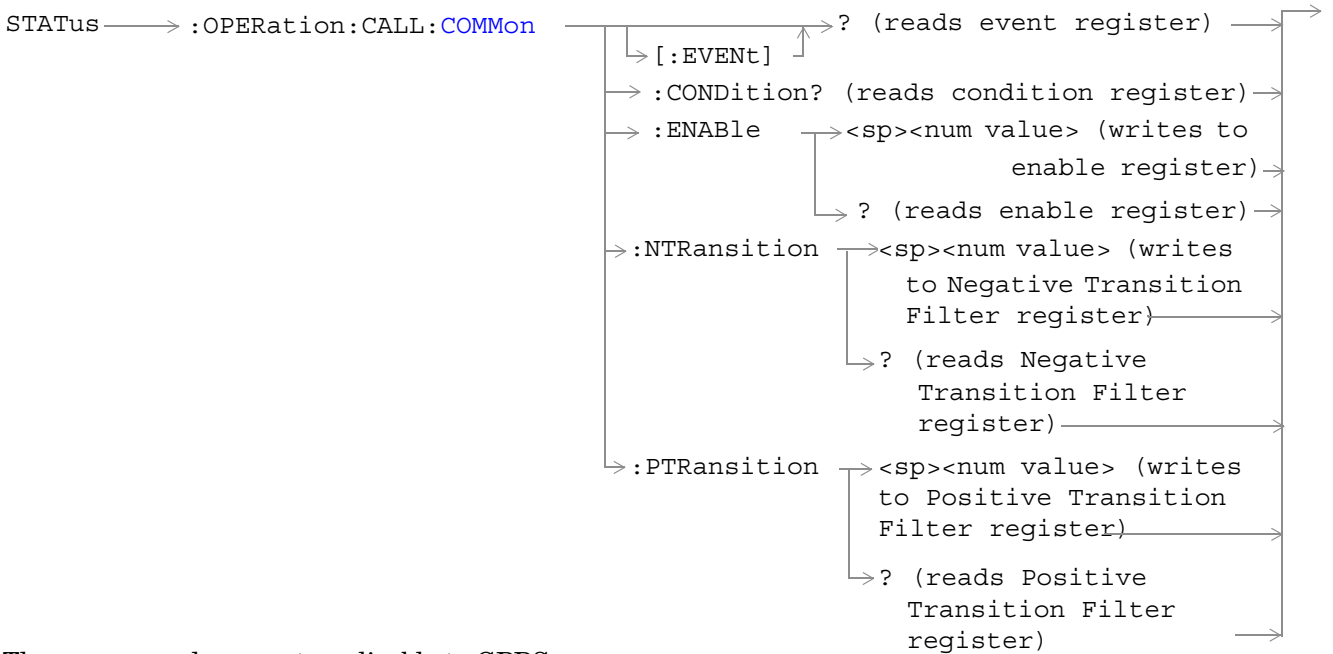 STATus :OPERation:CALL:COMMon ? (reads event register)
[:EVENt]
:CONDition? (reads condition register)
:ENABle <sp><num value> (writes to
enable register)
? (reads enable register)
:NTRansition <sp><num value> (writes
to Negative Transition
Filter register)
? (reads Negative
Transition Filter
register)
:PTRansition <sp><num value> (writes
to Positive Transition
Filter register)
? (reads Positive
Transition Filter
register)